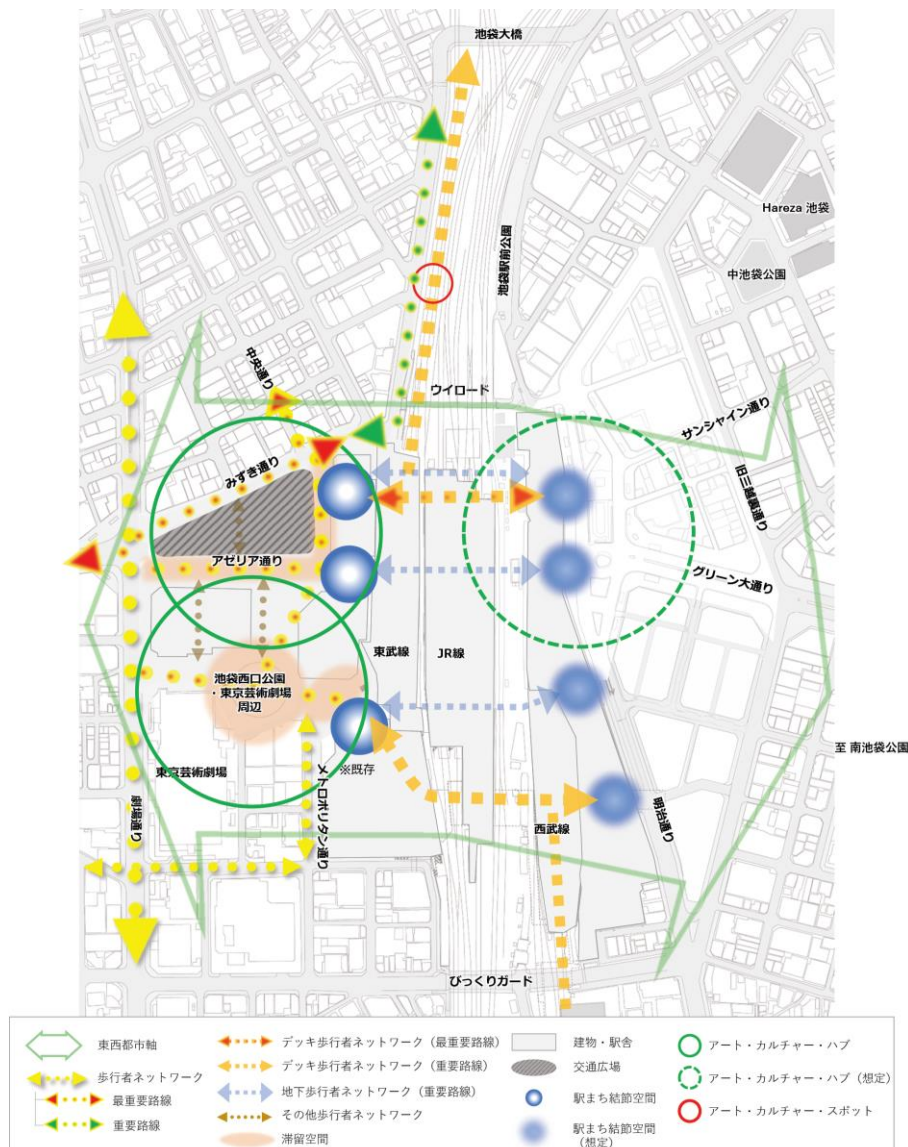 池袋大橋
Hareza 池袋
中池袋公園
池袋駅前公園
中央通り
ウイロード
サンシャイン通り
みずき通り
旧三越裏通り
アゼリア通り
グリーン大通り
東武線
JR線
池袋西口公園
・東京芸術劇場
周辺
至 南池袋公園
東京芸術劇場
※既存
メトロポリタン通り
劇場通り
西武線
明治通り
びっくりガード
東西都市軸
歩行者ネットワーク
最重要路線
重要路線
デッキ歩行者ネットワーク（最重要路線）
デッキ歩行者ネットワーク（重要路線）
地下歩行者ネットワーク（重要路線）
その他歩行者ネットワーク
滞留空間
建物・駅舎
交通広場
駅まち結節空間
駅まち結節空間
（想定）
アート・カルチャー・ハブ
アート・カルチャー・ハブ（想定）
アート・カルチャー・スポット